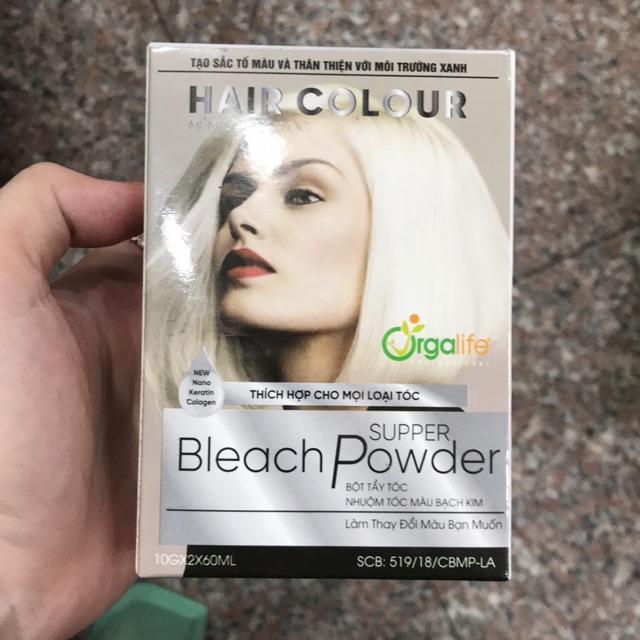 TẠO SẮC TỐ MÀU VÀ THÂN THIỆN VỚI MÔI TRƯỜNG XANH
HAIR COLOUR
Orgalife
NEW
Nano
Keratin
Colagen
THÍCH HỢP CHO MỌI LOẠI TÓC
SUPPER
Bleach Powder
BỘT TẨY TÓC
NHUỘM TÓC MÀU BẠCH KIM
Làm Thay Đổi Màu Bạn Muốn
10GX2X60ML
SCB: 519/18/CBMP-LA